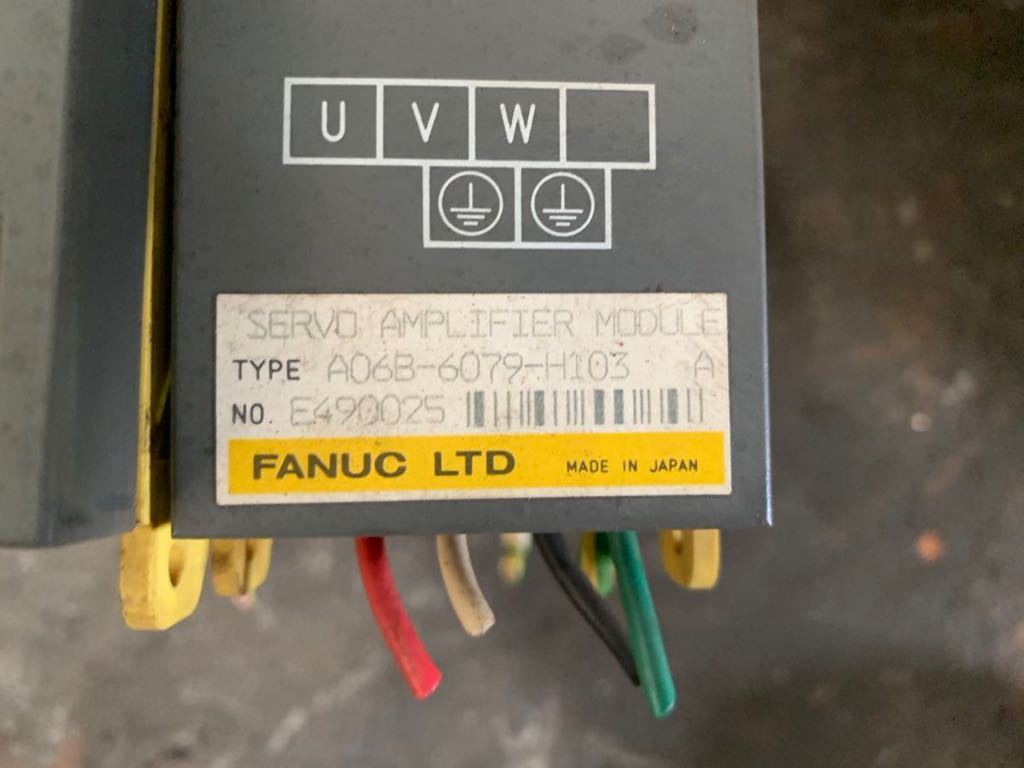 U V W
SERVO AMPLIFIER MODULE
TYPE A06B-6079-H103 A
NO. E490025
FANUC LTD MADE IN JAPAN